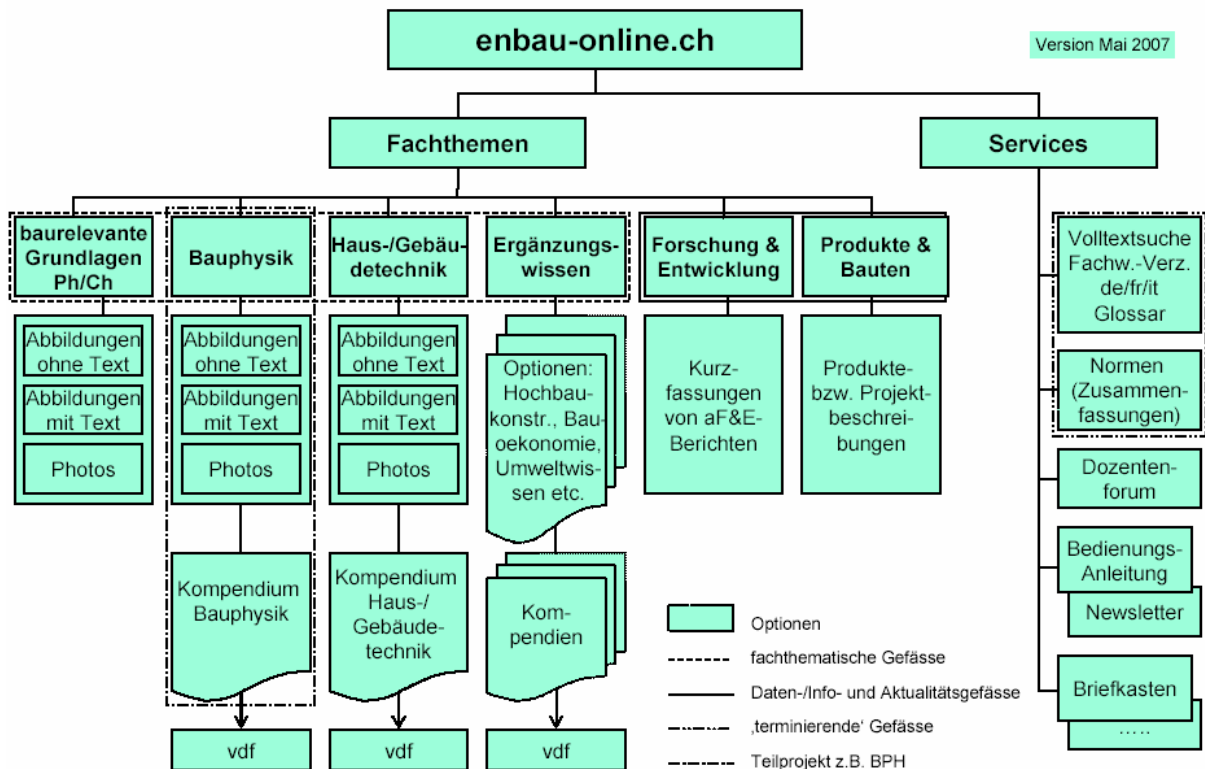 enbau-online.ch
Version Mai 2007
Fachthemen
Services
baurelevante
Grundlagen
Ph/Ch
Bauphysik
Haus-/Gebäu-
detechnik
Ergänzungs-
wissen
Forschung &
Entwicklung
Produkte &
Bauten
Abbildungen
ohne Text
Abbildungen
mit Text
Photos
Abbildungen
ohne Text
Abbildungen
mit Text
Photos
Abbildungen
ohne Text
Abbildungen
mit Text
Photos
Optionen:
Hochbau-
konstr., Bau-
oekonomie,
Umweltwis-
sen etc.
Kurz-
fassungen
von aF&E-
Berichten
Produkte-
bzw. Projekt-
beschrei-
bungen
Volltextsuche
Fachw.-Verz.
de/fr/it
Glossar
Normen
(Zusammen-
fassungen)
Dozenten-
forum
Bedienungs-
Anleitung
Newsletter
Briefkasten
.....
Kompendium
Bauphysik
Kompendium
Haus-/
Gebäude-
technik
Kom-
pendien
vdf
vdf
vdf
Optionen
fachthematische Gefässe
Daten-/Info- und Aktualitätsgefässe
‚terminierende‘ Gefässe
Teilprojekt z.B. BPH